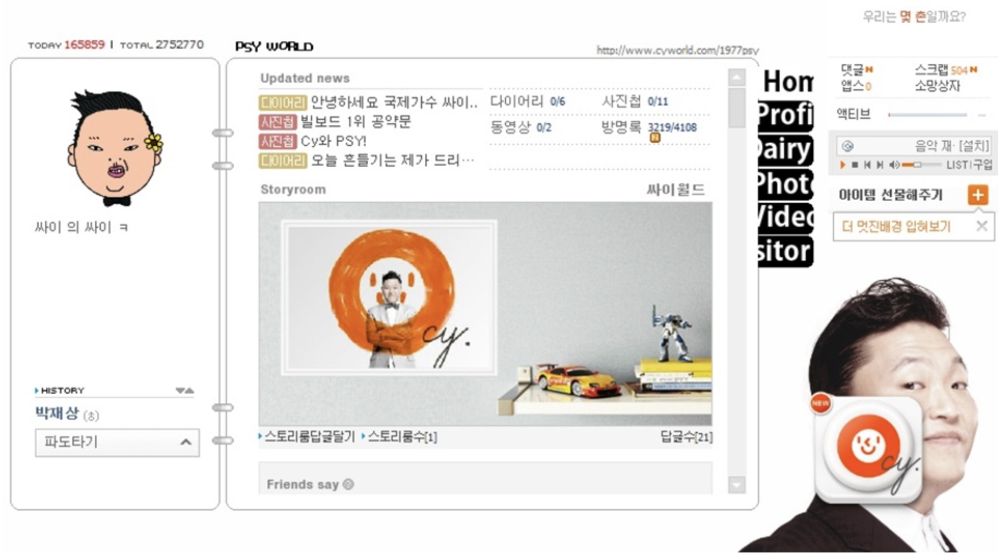 우리는 몇 촌일까요?
TODAY 165859 | TOTAL 2752770
PSY WORLD
http://www.cyworld.com/1977psy
싸이 의 싸이 ㅋ
HISTORY
박재상 (♂)
파도타기
Updated news
다이어리 안녕하세요 국제가수 싸이..
사진첩 빌보드 1위 공약문
사진첩 Cy와 PSY!
다이어리 오늘 흔들기는 제가 드리…
다이어리 0/6 사진첩 0/11
동영상 0/2 방명록 3219/4108
N
Storyroom 싸이월드
cy.
스토리룸답글달기 스토리룸수[1] 답글수[21]
Friends say
Hom
Profi
Dairy
Phot
Video
sitor
댓글 N 스크랩 504 N
앱스 0 소망상자
액티브
음악 재· [설치]
LIST|구입
아이템 선물해주기 +
더 멋진배경 입혀보기 ×
NEW
cy.